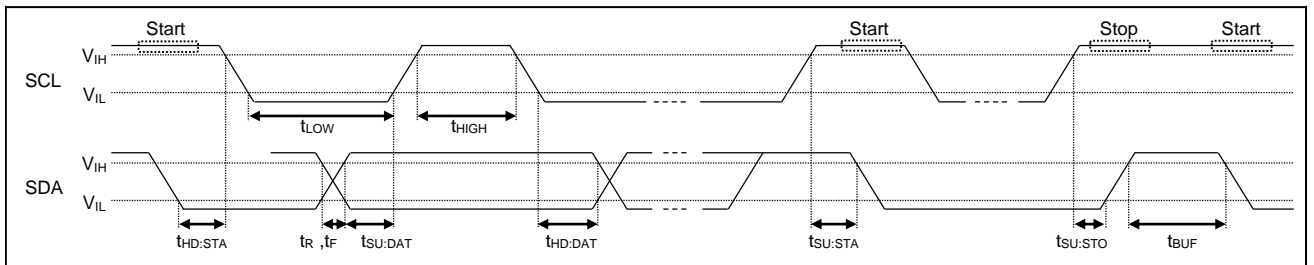 Start Start Stop Start
VIH
SCL
VIL
tLOW tHIGH
VIH
SDA
VIL
tHD:STA tR ,tF tSU:DAT tHD:DAT tSU:STA tSU:STO tBUF